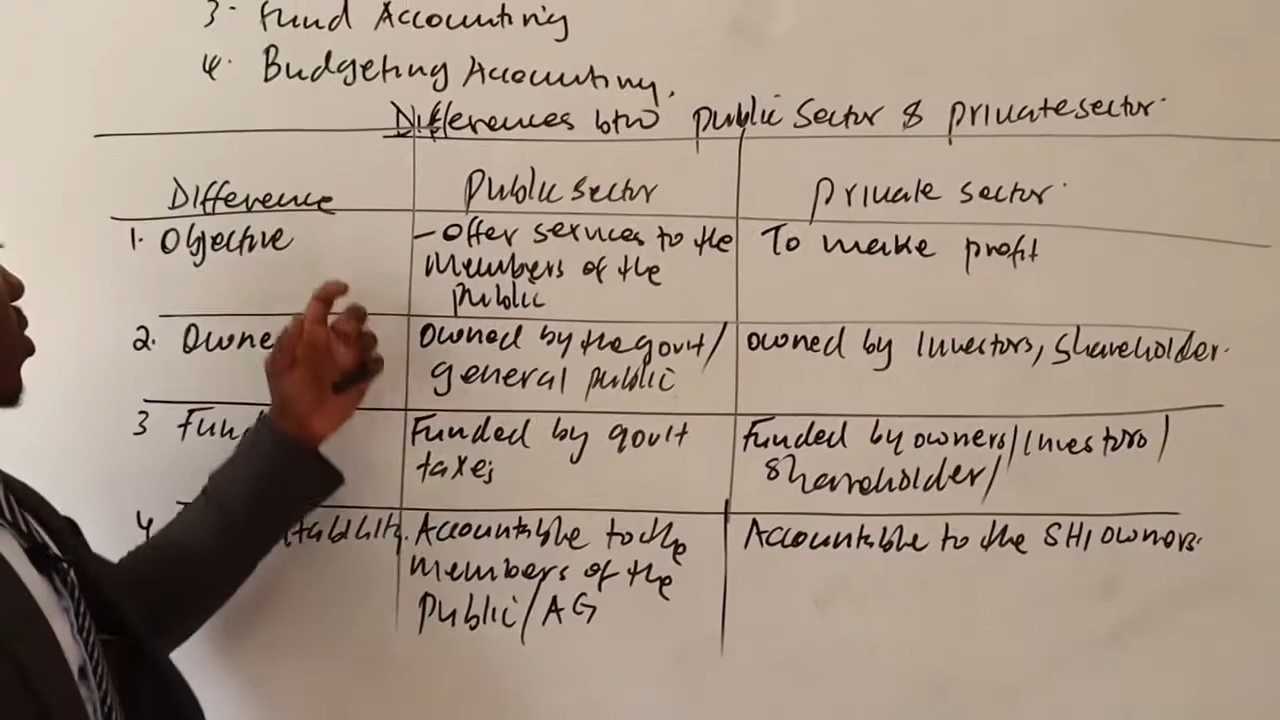 3. Fund Accounting
4. Budgeting Accounting.
Differences btw public sector & private sector.
Difference
public sector
private sector.
1. Objective
- Offer services to the
Members of the
public
To make profit
2. Owne
Owned by the govt/
general public
owned by Investors, Shareholder.
3 Fun
Funded by govt
taxes
Funded by owners/Investors/
shareholder/
4
Accountable to the
members of the
public/AG
Accountable to the SH/owners.